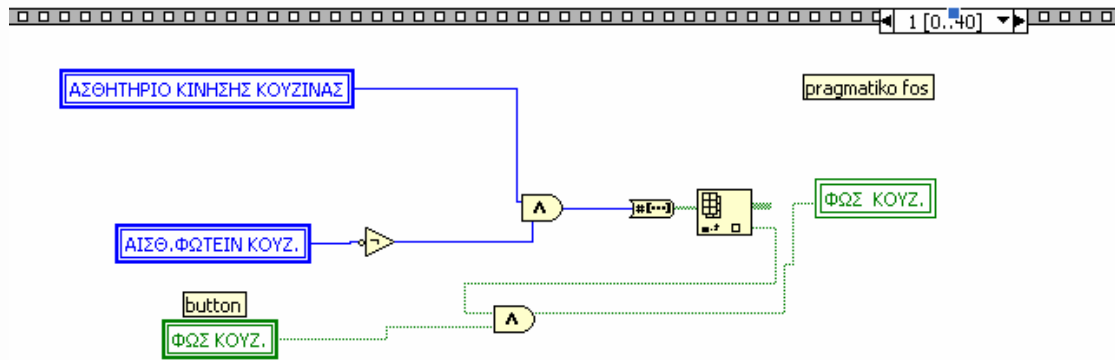 1 [0..40]
ΑΣΘΗΤΗΡΙΟ ΚΙΝΗΣΗΣ ΚΟΥΖΙΝΑΣ
pragmatiko fos
ΦΩΣ ΚΟΥΖ.
#[...]
ΑΙΣΘ.ΦΩΤΕΙΝ ΚΟΥΖ.
button
ΦΩΣ ΚΟΥΖ.